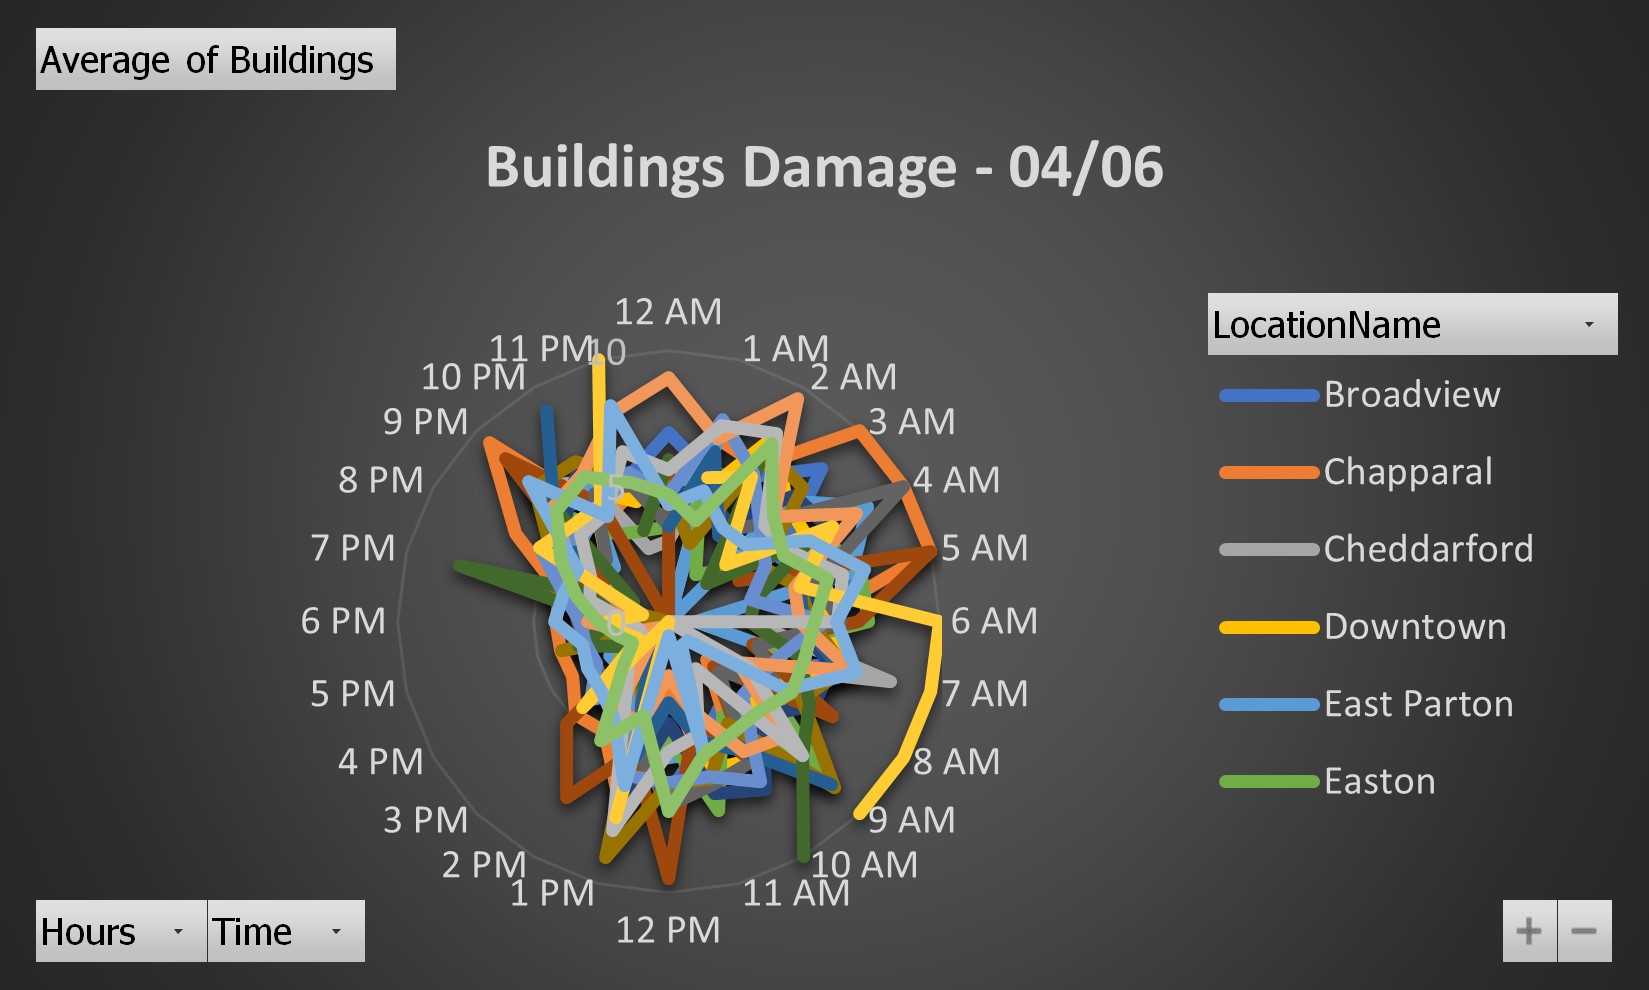 Average of Buildings
Buildings Damage - 04/06
12 AM
1 AM
2 AM
3 AM
4 AM
5 AM
6 AM
7 AM
8 AM
9 AM
10 AM
11 AM
12 PM
1 PM
2 PM
3 PM
4 PM
5 PM
6 PM
7 PM
8 PM
9 PM
10 PM
11 PM
10
5
0
LocationName
Broadview
Chapparal
Cheddarford
Downtown
East Parton
Easton
Hours
Time
+ −